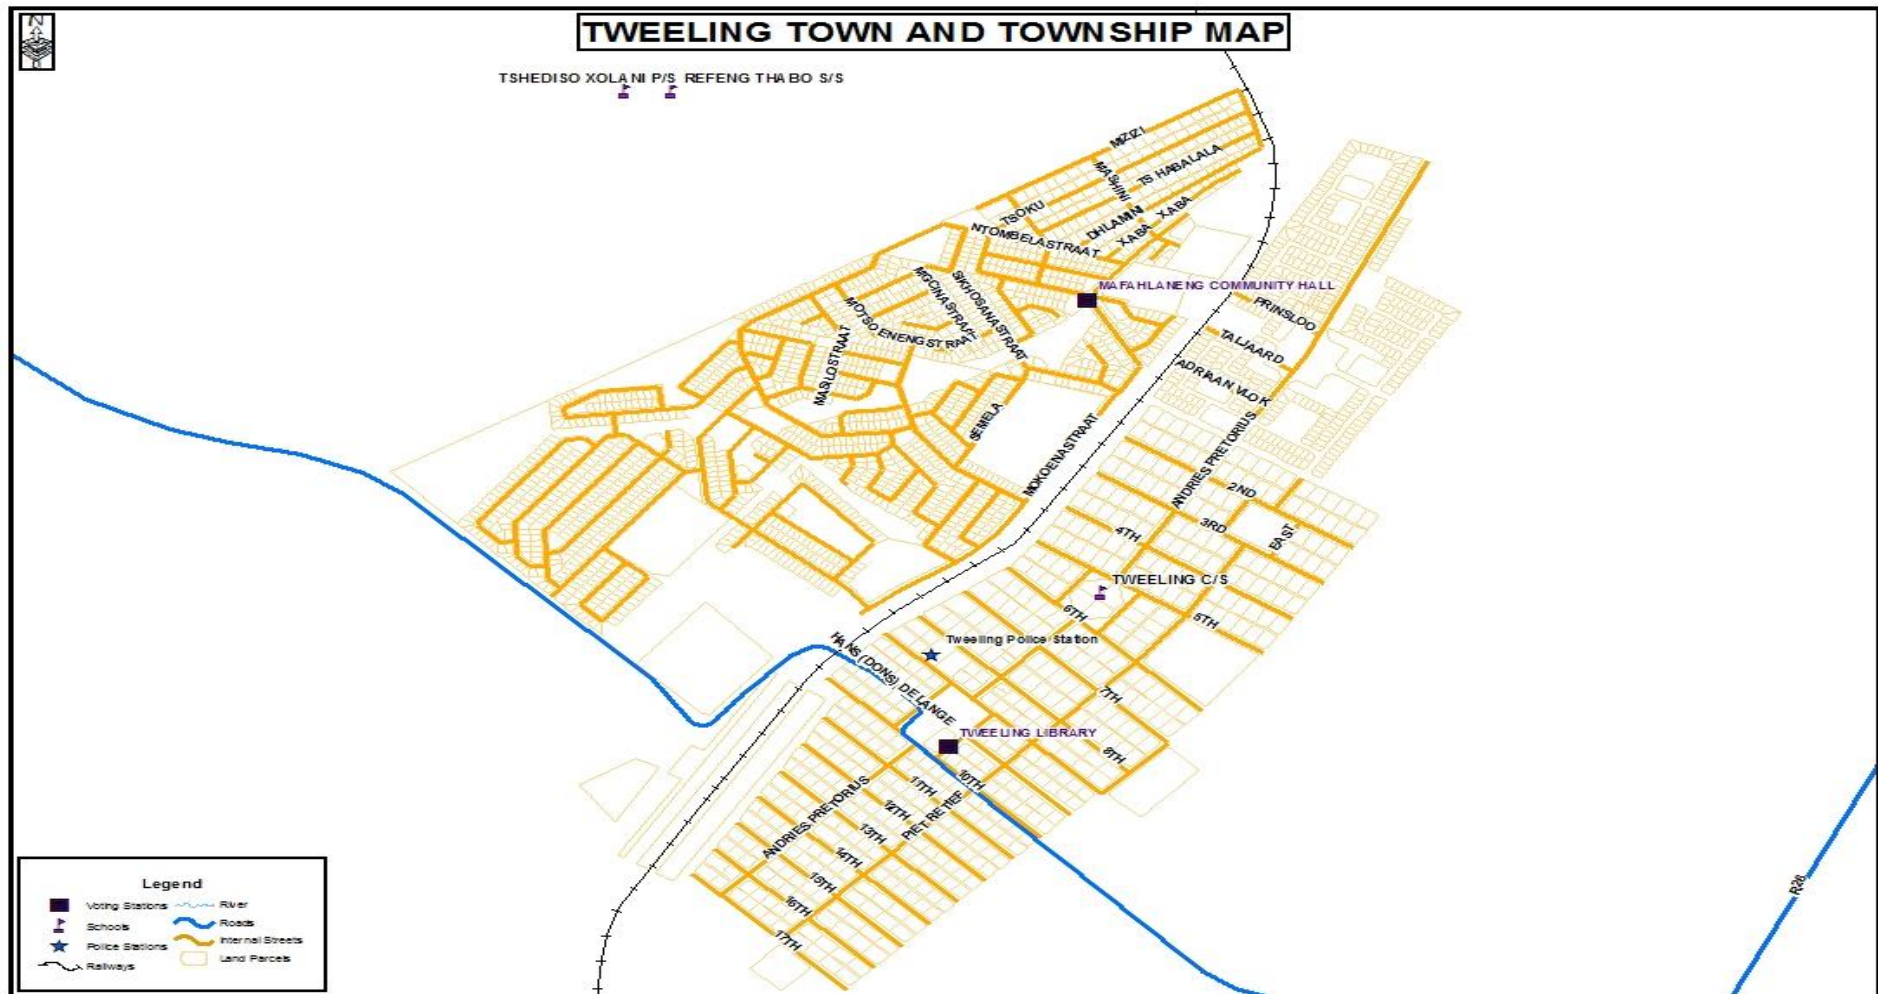 N
TWEELING TOWN AND TOWNSHIP MAP
TSHEDISO XOLANI P/S REFENG THABO S/S
MIZIZI
MASHINI
TSHABALALA
TSOKU
DHLAMINI
XABA
XABA
NTOMBELASTRAAT
MGCINASTRAAT
SIKHOSANASTRAAT
MAFAHLANENG COMMUNITY HALL
MOTSOENENGSTRAAT
MASILOSTRAAT
PRINSLOO
TALJAARD
ADRIAAN VLOK
SEMELA
MOKOENASTRAAT
ANDRIES PRETORIUS
2ND
3RD
EAST
4TH
TWEELING C/S
5TH
6TH
Tweeling Police Station
HANS (DONS) DE LANGE
7TH
TWEELING LIBRARY
8TH
10TH
11TH
ANDRIES PRETORIUS
12TH
PIET RETIEF
13TH
14TH
15TH
16TH
17TH
R26
Legend
Voting Stations
River
Schools
Roads
Police Stations
Internal Streets
Railways
Land Parcels